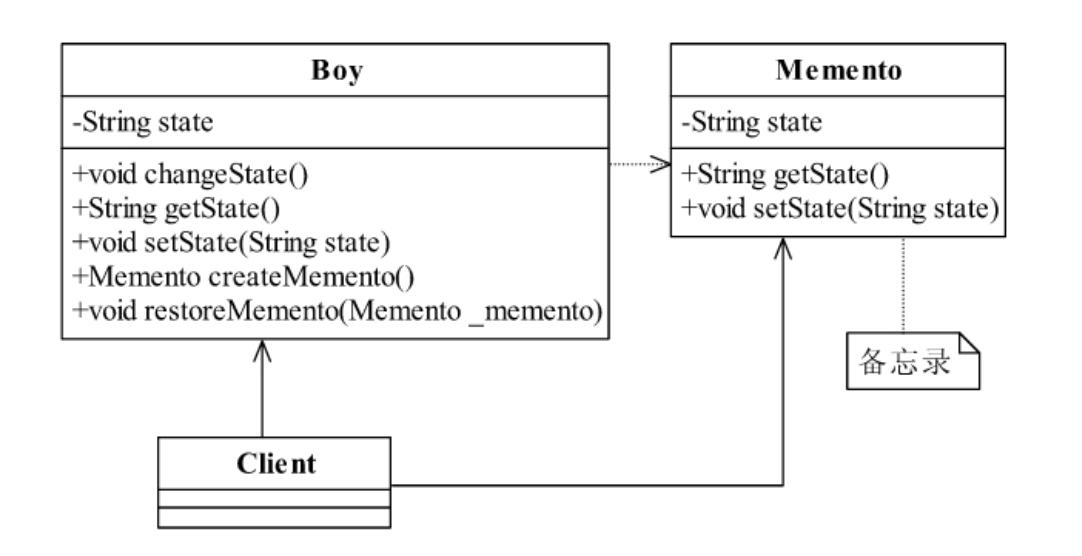 Boy
-String state
+void changeState()
+String getState()
+void setState(String state)
+Memento createMemento()
+void restoreMemento(Memento _memento)
Memento
-String state
+String getState()
+void setState(String state)
备忘录
Client